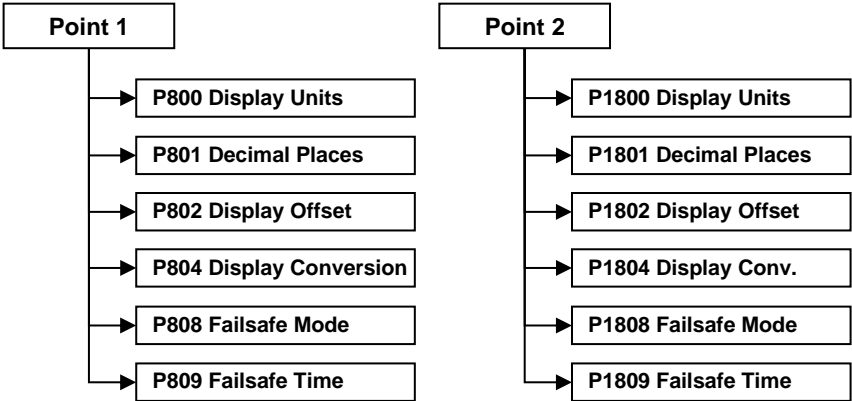 Point 1
P800 Display Units
P801 Decimal Places
P802 Display Offset
P804 Display Conversion
P808 Failsafe Mode
P809 Failsafe Time
Point 2
P1800 Display Units
P1801 Decimal Places
P1802 Display Offset
P1804 Display Conv.
P1808 Failsafe Mode
P1809 Failsafe Time